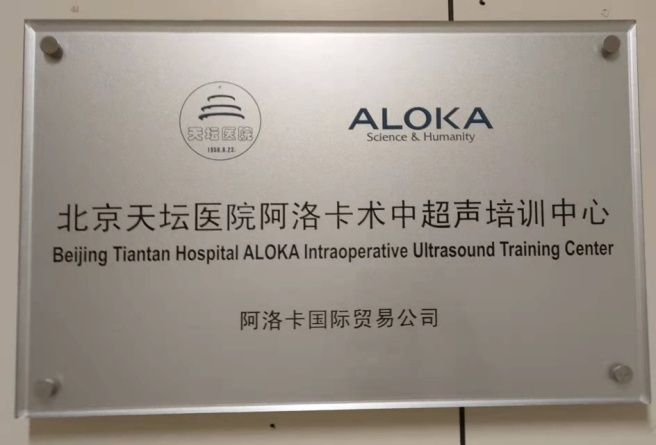 天坛医院
1956.8.23.
ALOKA
Science & Humanity
北京天坛医院阿洛卡术中超声培训中心
Beijing Tiantan Hospital ALOKA Intraoperative Ultrasound Training Center
阿洛卡国际贸易公司